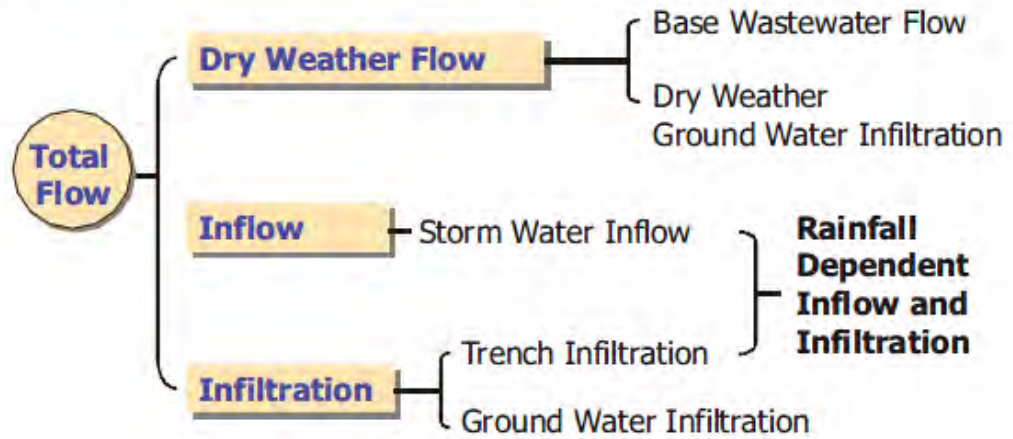 Total
Flow
Dry Weather Flow
Base Wastewater Flow
Dry Weather
Ground Water Infiltration
Inflow
Storm Water Inflow
Infiltration
Trench Infiltration
Ground Water Infiltration
Rainfall
Dependent
Inflow and
Infiltration